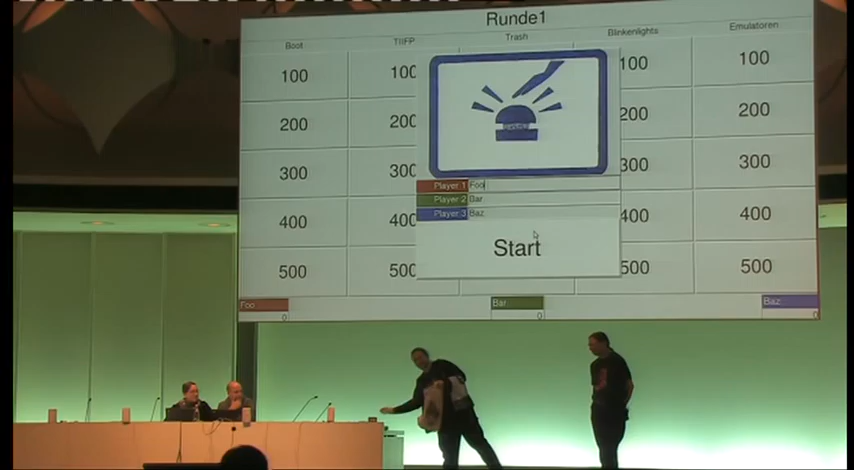 Runde1
Boot TIIFP Trash Blinkenlights Emulatoren
100 100 100 100
200 200 200 200
300 300 300 300
Player 1 Foo
Player 2 Bar
Player 3 Baz
400 400 400 400
Start
500 500 500 500
Foo Bar Baz
0 0 0